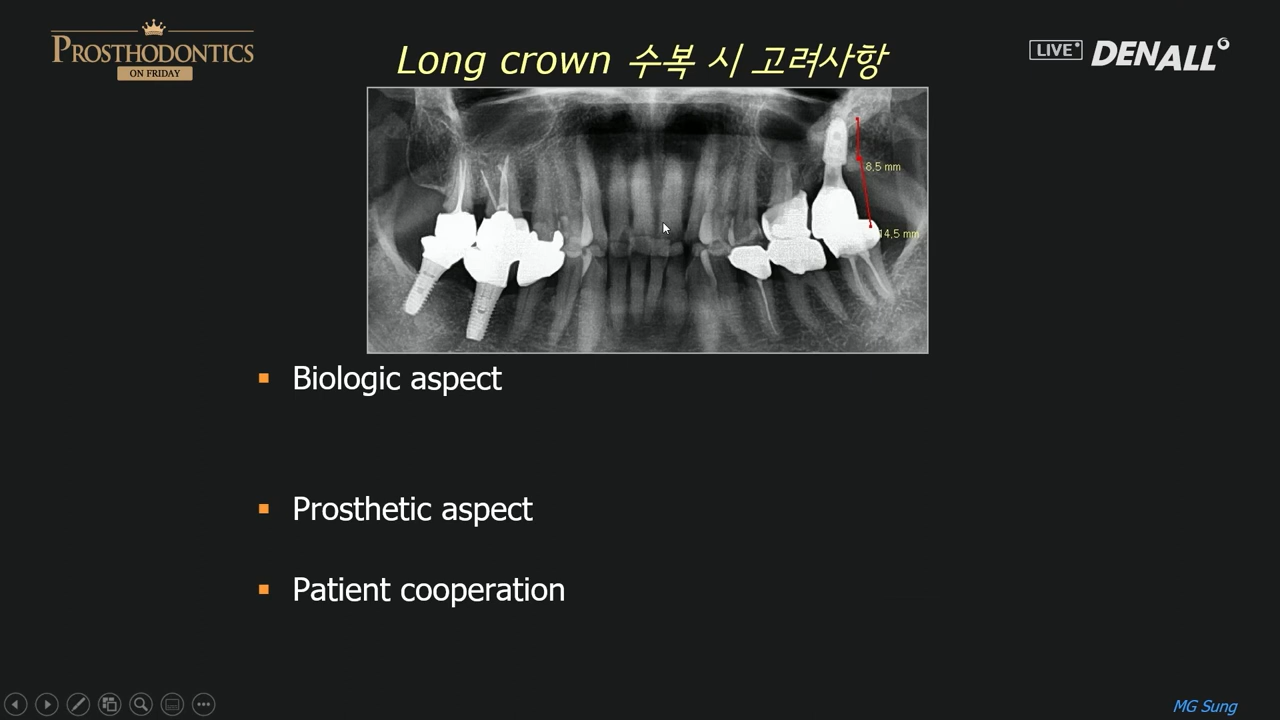 PROSTHODONTICS
ON FRIDAY
Long crown 수복 시 고려사항
LIVE
DENALL
8,5 mm
14,5 mm
Biologic aspect
Prosthetic aspect
Patient cooperation
MG Sung